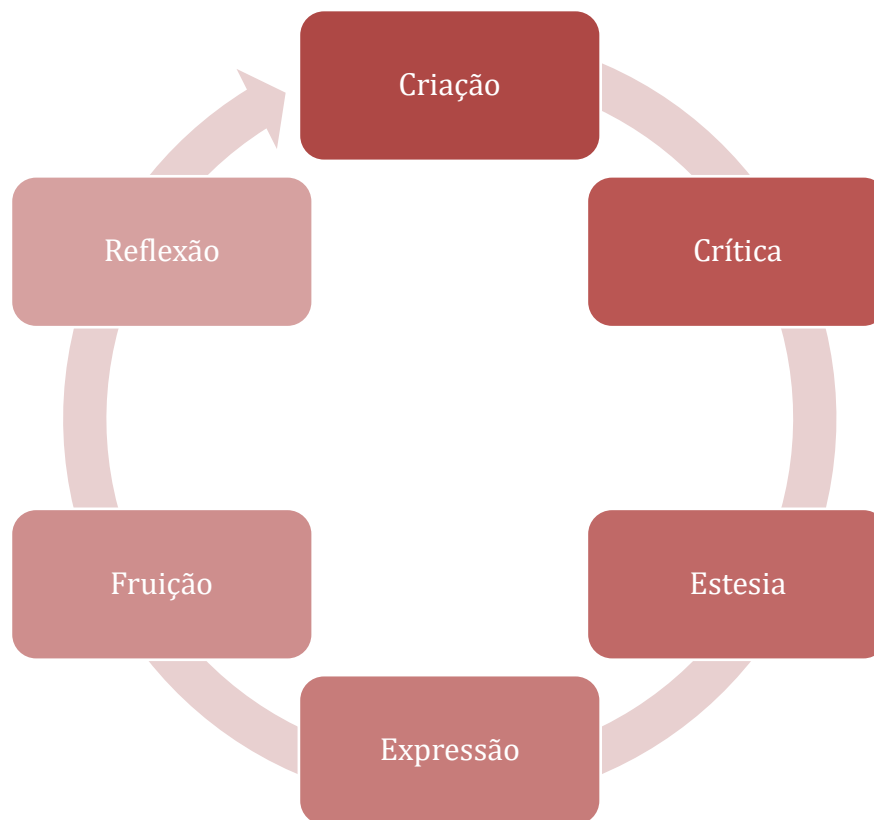 Criação
Crítica
Estesia
Expressão
Fruição
Reflexão